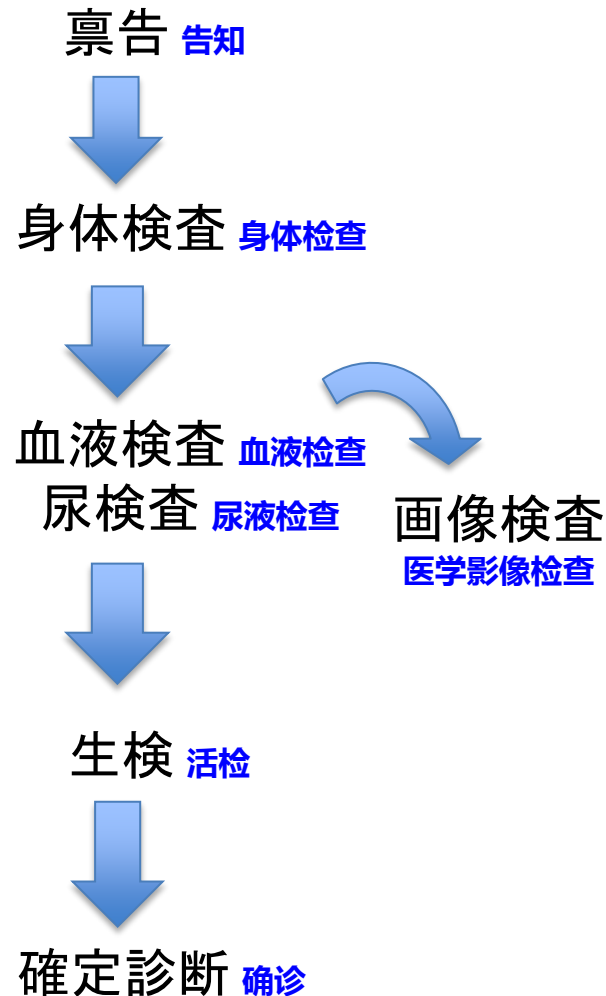 禀告 告知
身体検査 身体检查
血液検査 血液检查
尿検査 尿液检查
画像検査
医学影像检查
生検 活检
確定診断 确诊